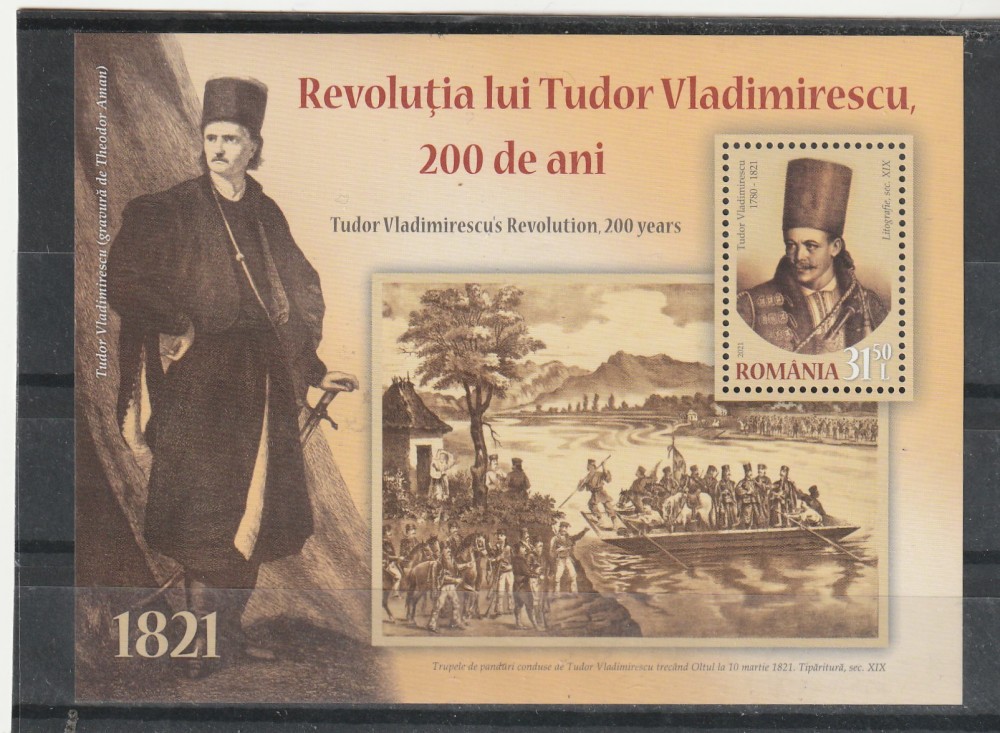 Revoluția lui Tudor Vladimirescu,
200 de ani
Tudor Vladimirescu's Revolution, 200 years
Tudor Vladimirescu (gravură de Theodor Aman)
Tudor Vladimirescu
1780 - 1821
Litografie, sec. XIX
2021
ROMÂNIA 3150 L
1821
Trupele de panduri conduse de Tudor Vladimirescu trecând Oltul la 10 martie 1821. Tipăritură, sec. XIX